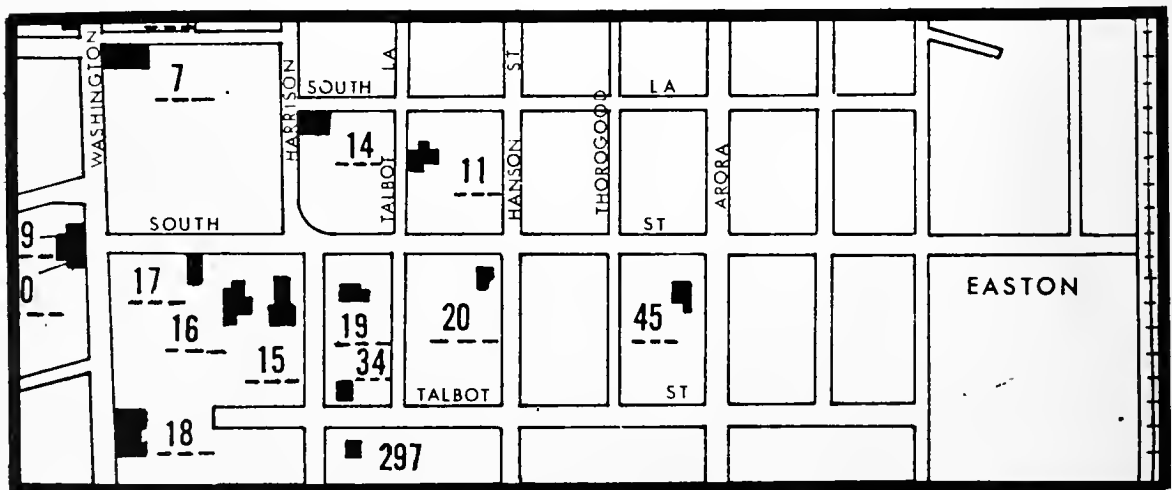 WASHINGTON
7
HARRISON
SOUTH
LA
ST
LA
14
TALBOT
11
HANSON
THOROGOOD
ARORA
SOUTH
ST
9
0
17
16
15
19
34
20
45
EASTON
TALBOT
ST
18
297